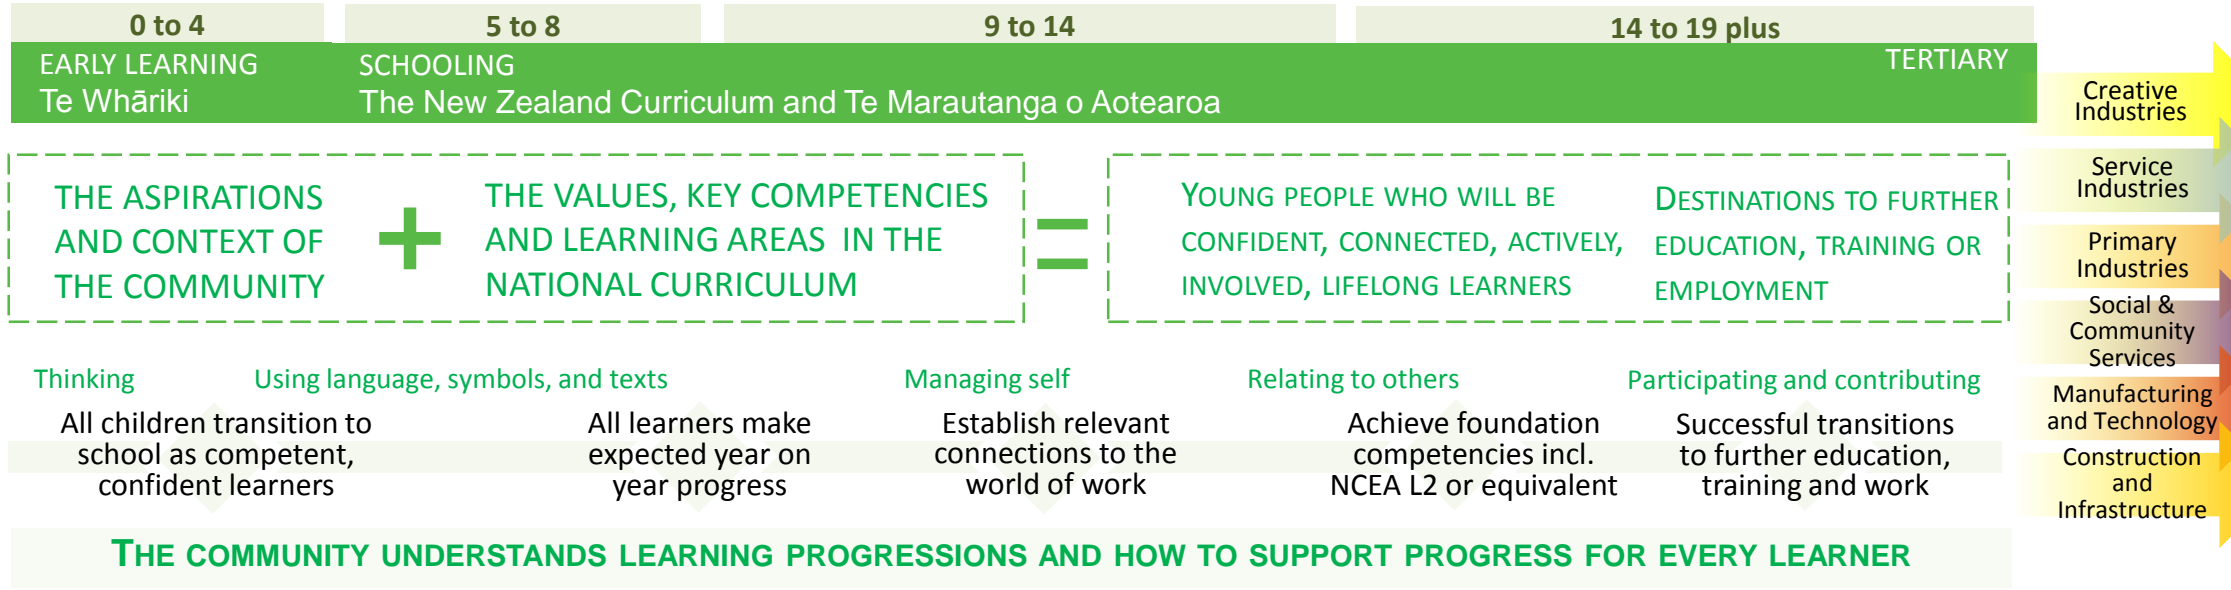 0 to 4
5 to 8
9 to 14
14 to 19 plus
EARLY LEARNING
Te Whāriki
SCHOOLING
The New Zealand Curriculum and Te Marautanga o Aotearoa
TERTIARY
THE ASPIRATIONS
AND CONTEXT OF
THE COMMUNITY
+
THE VALUES, KEY COMPETENCIES
AND LEARNING AREAS IN THE
NATIONAL CURRICULUM
=
YOUNG PEOPLE WHO WILL BE
CONFIDENT, CONNECTED, ACTIVELY,
INVOLVED, LIFELONG LEARNERS
DESTINATIONS TO FURTHER
EDUCATION, TRAINING OR
EMPLOYMENT
Thinking
Using language, symbols, and texts
Managing self
Relating to others
Participating and contributing
All children transition to
school as competent,
confident learners
All learners make
expected year on
year progress
Establish relevant
connections to the
world of work
Achieve foundation
competencies incl.
NCEA L2 or equivalent
Successful transitions
to further education,
training and work
THE COMMUNITY UNDERSTANDS LEARNING PROGRESSIONS AND HOW TO SUPPORT PROGRESS FOR EVERY LEARNER
Creative
Industries
Service
Industries
Primary
Industries
Social &
Community
Services
Manufacturing
and Technology
Construction
and
Infrastructure